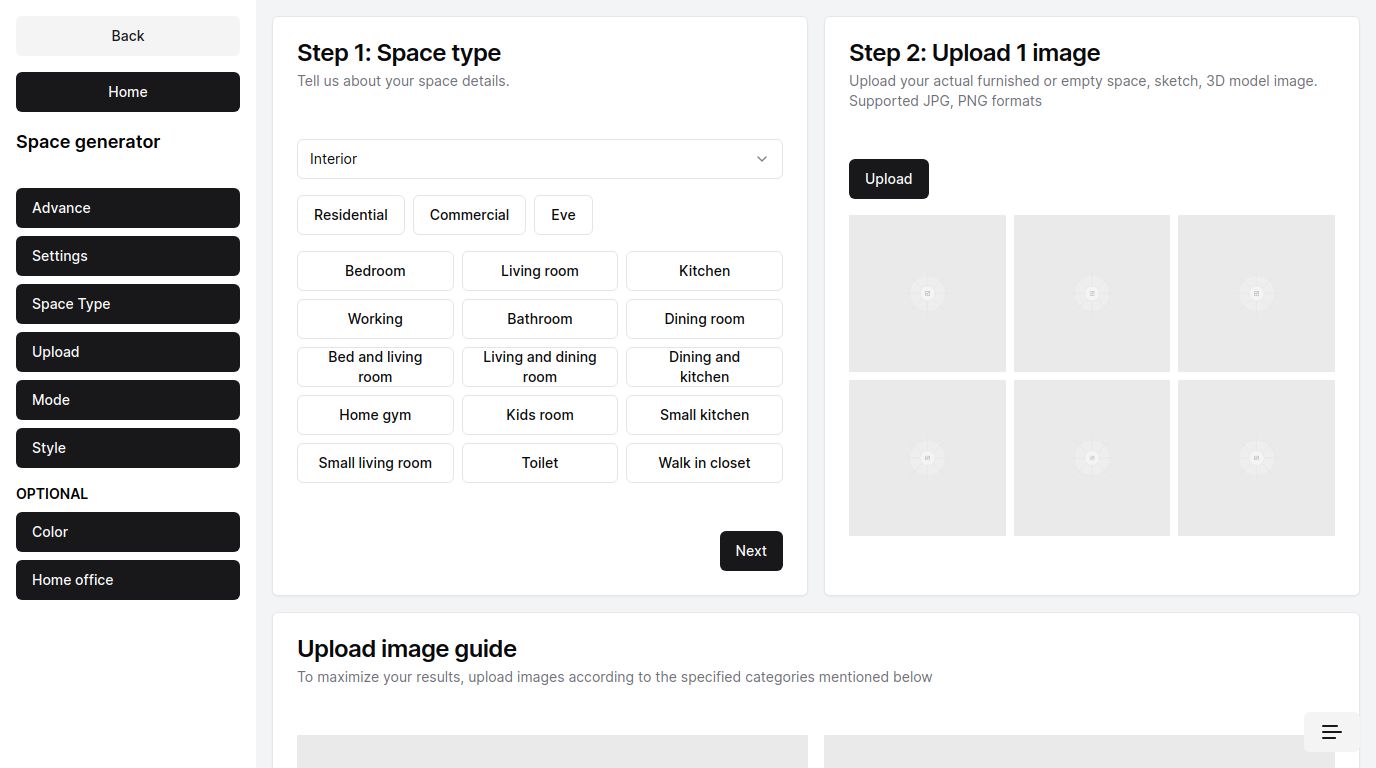 Back
Home
Space generator
Advance
Settings
Space Type
Upload
Mode
Style
OPTIONAL
Color
Home office
Step 1: Space type
Tell us about your space details.
Interior
Residential
Commercial
Eve
Bedroom
Living room
Kitchen
Working
Bathroom
Dining room
Bed and living
room
Living and dining
room
Dining and
kitchen
Home gym
Kids room
Small kitchen
Small living room
Toilet
Walk in closet
Next
Step 2: Upload 1 image
Upload your actual furnished or empty space, sketch, 3D model image.
Supported JPG, PNG formats
Upload
Upload image guide
To maximize your results, upload images according to the specified categories mentioned below